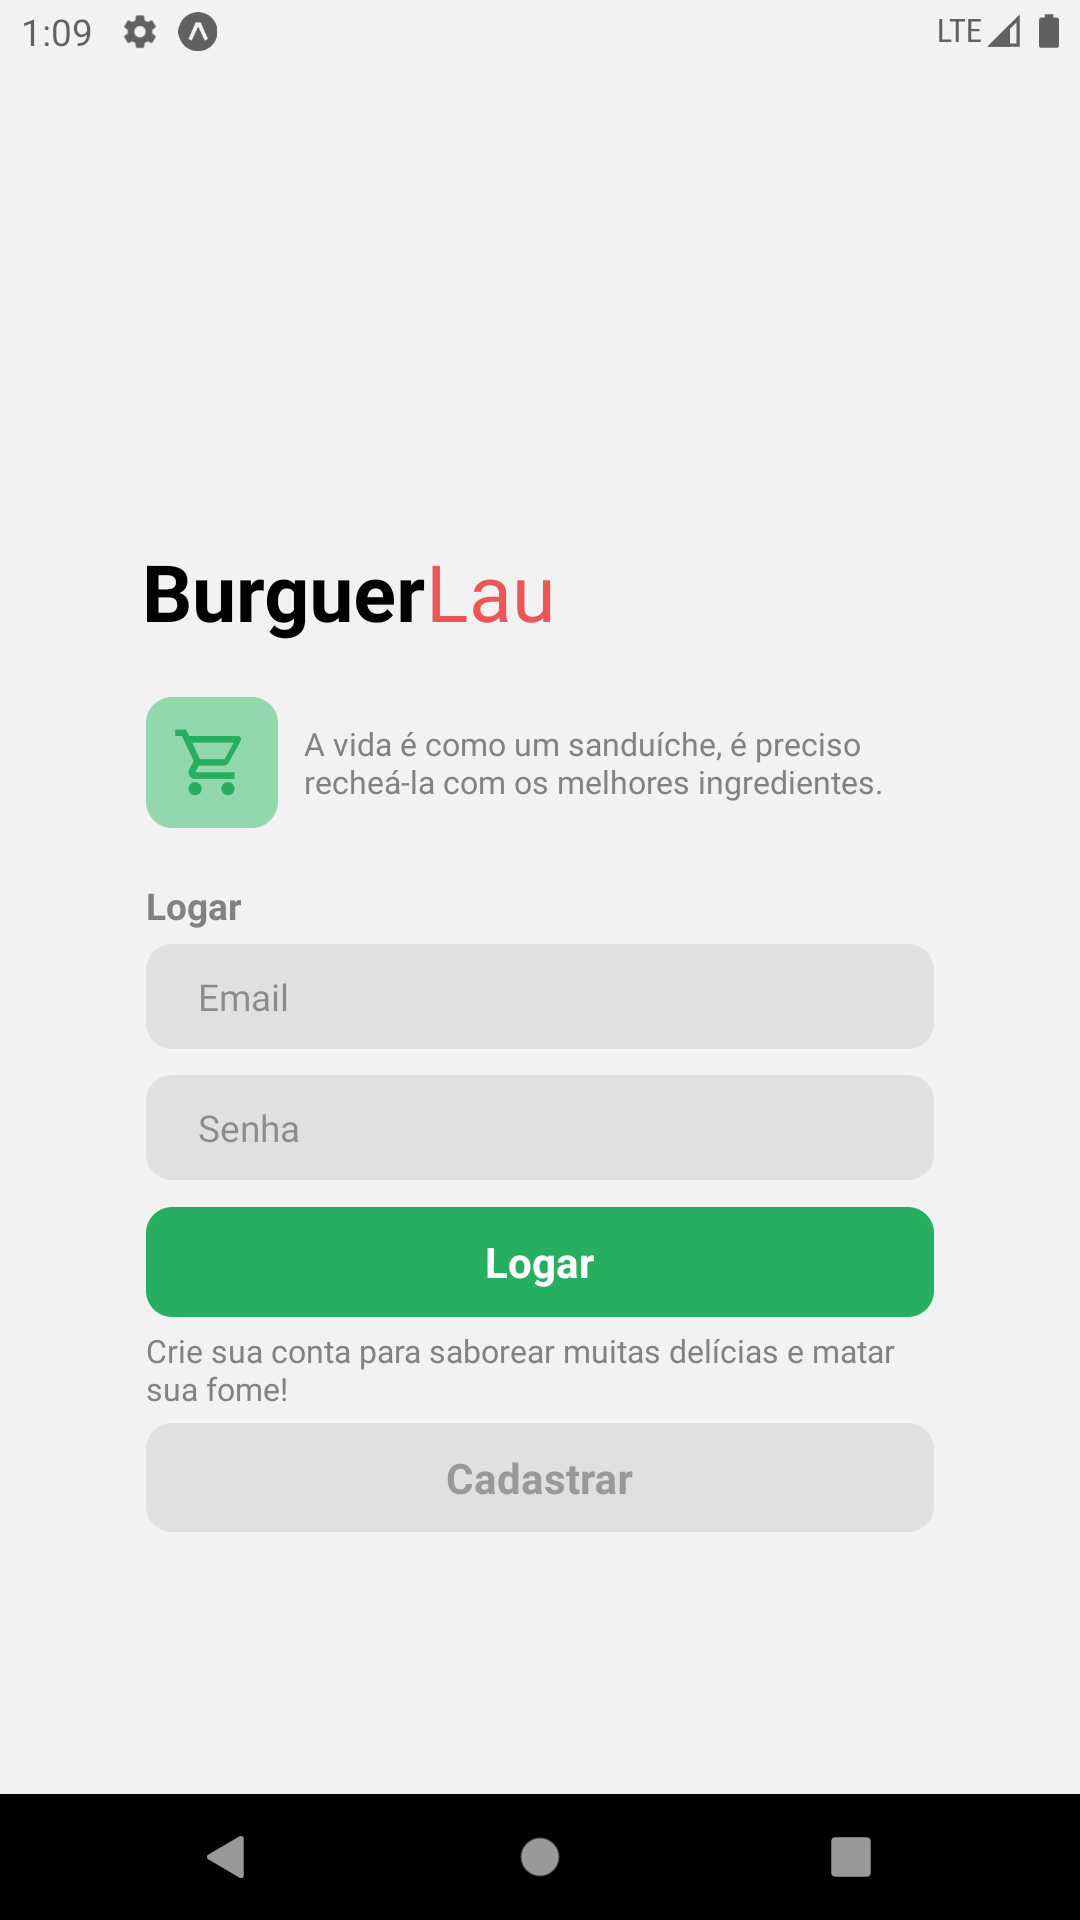 1:09 LTE
BurguerLau
A vida é como um sanduíche, é preciso
recheá-la com os melhores ingredientes.
Logar
Email
Senha
Logar
Crie sua conta para saborear muitas delícias e matar
sua fome!
Cadastrar